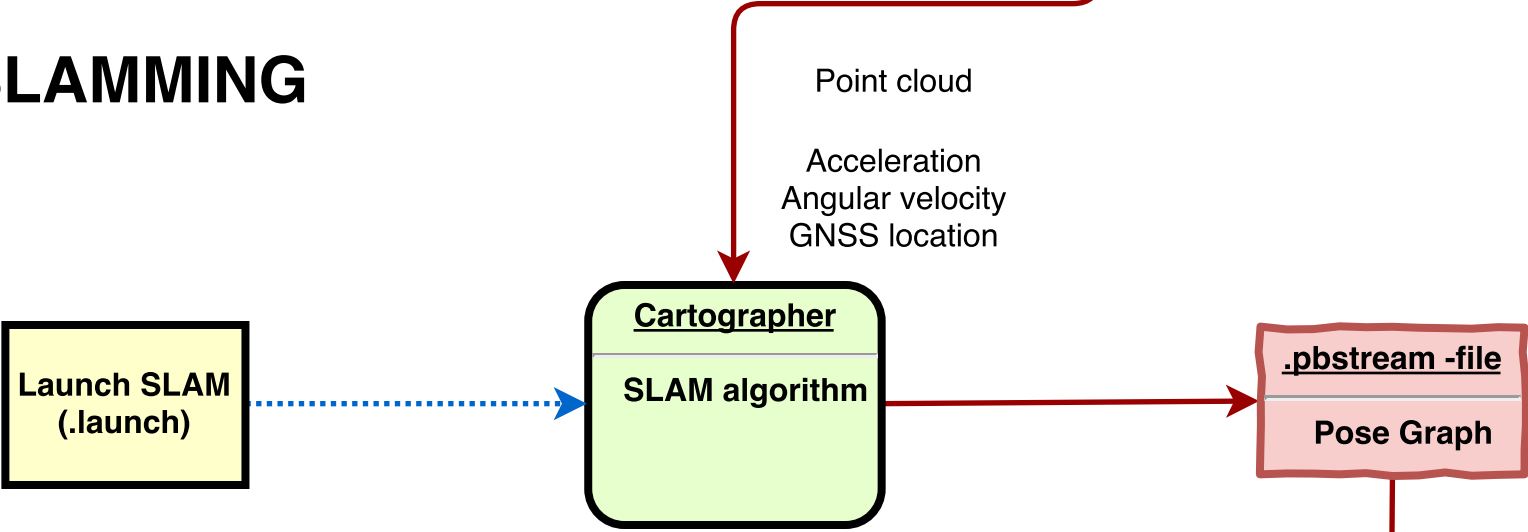 LAMMING
Point cloud
Acceleration
Angular velocity
GNSS location
Cartographer
SLAM algorithm
Launch SLAM
(.launch)
.pbstream -file
Pose Graph